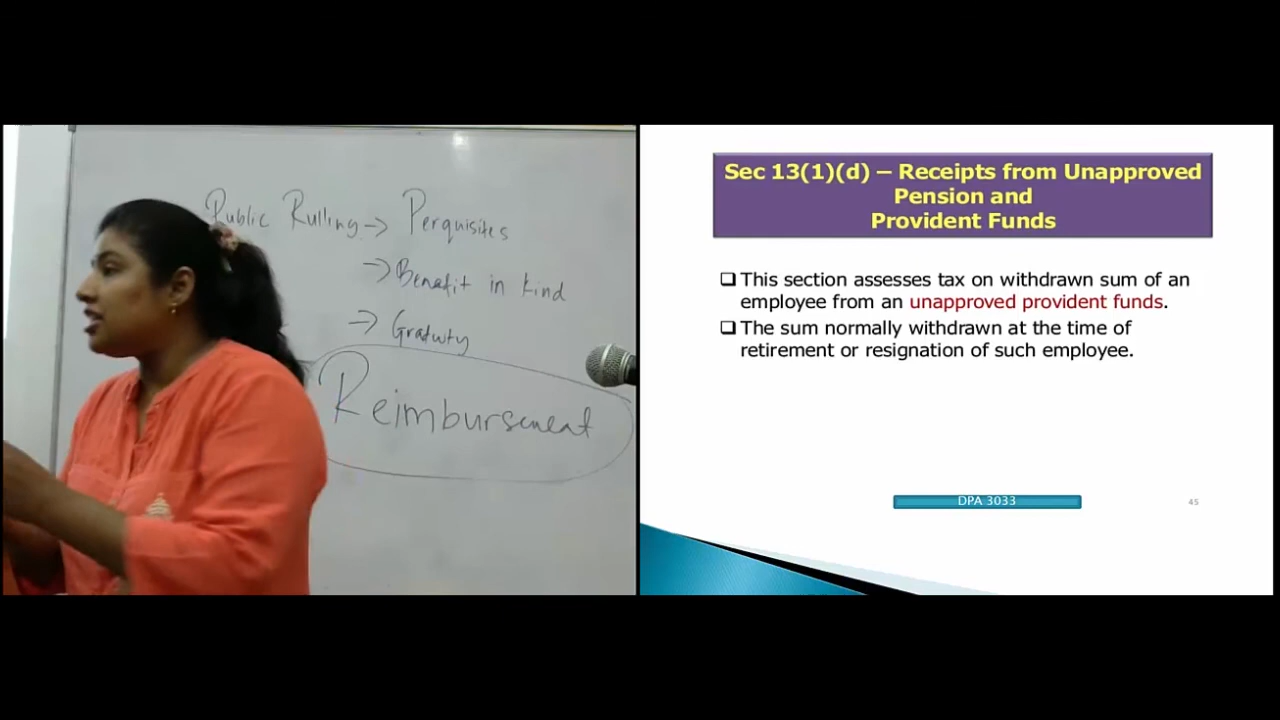 Public Rulling -> Perquisites
-> Benefit in kind
-> Gratuity
Reimbursement
Sec 13(1)(d) – Receipts from Unapproved
Pension and
Provident Funds
❑ This section assesses tax on withdrawn sum of an
employee from an unapproved provident funds.
❑ The sum normally withdrawn at the time of
retirement or resignation of such employee.
DPA 3033
45